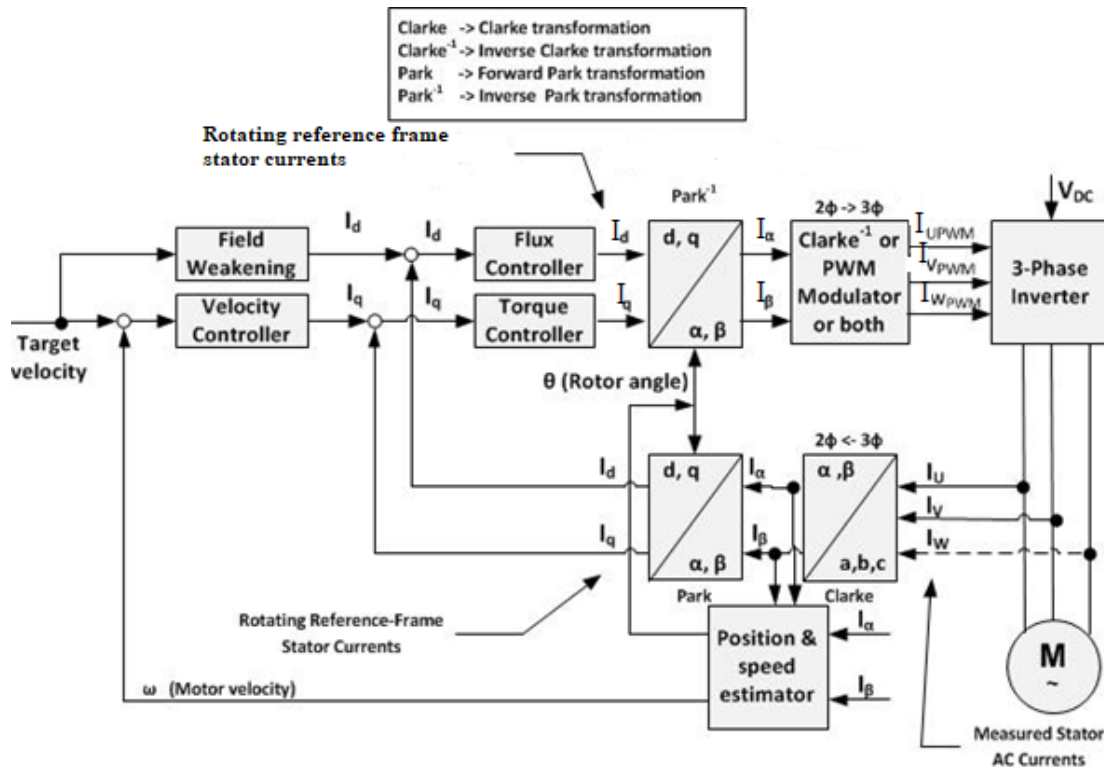 Clarke -> Clarke transformation
Clarke⁻¹ -> Inverse Clarke transformation
Park -> Forward Park transformation
Park⁻¹ -> Inverse Park transformation
Rotating reference frame
stator currents
Park⁻¹
2ϕ -> 3ϕ
V_DC
I_d
I_d
I_d
I_α
I_UPWM
Field
Weakening
Flux
Controller
d, q
Clarke⁻¹ or
PWM
Modulator
or both
I_VPWM
3-Phase
Inverter
I_q
I_q
I_q
I_β
I_WPWM
Velocity
Controller
Torque
Controller
α, β
Target
velocity
θ (Rotor angle)
2ϕ <- 3ϕ
I_d
d, q
I_α
α ,β
I_U
I_V
I_q
I_β
I_W
α, β
a,b,c
Park
Clarke
Rotating Reference-Frame
Stator Currents
Position &
speed
estimator
I_α
I_β
M
~
ω (Motor velocity)
Measured Stator
AC Currents